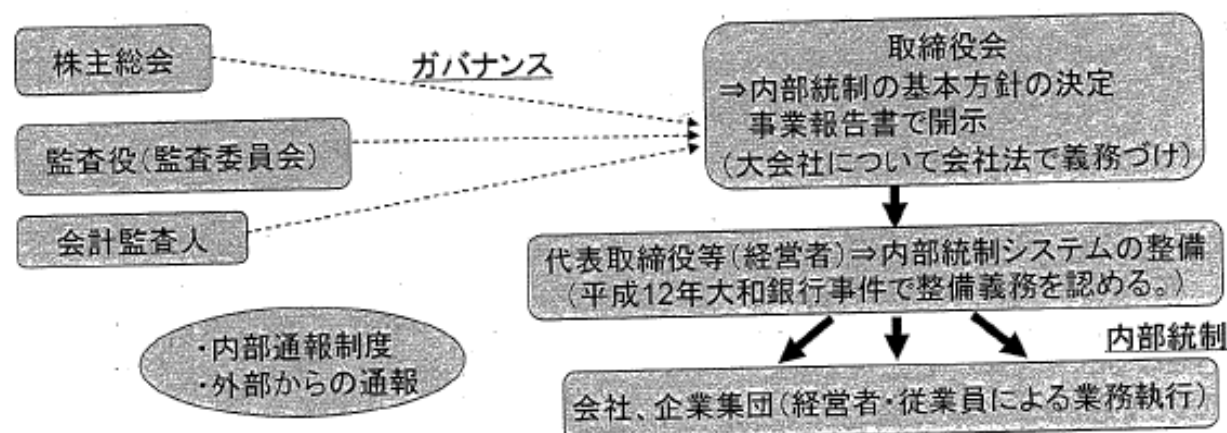 株主総会
ガバナンス
監査役(監査委員会)
会計監査人
取締役会
⇒内部統制の基本方針の決定
事業報告書で開示
(大会社について会社法で義務づけ)
代表取締役等(経営者)⇒内部統制システムの整備
(平成12年大和銀行事件で整備義務を認める。)
・内部通報制度
・外部からの通報
内部統制
会社、企業集団(経営者・従業員による業務執行)